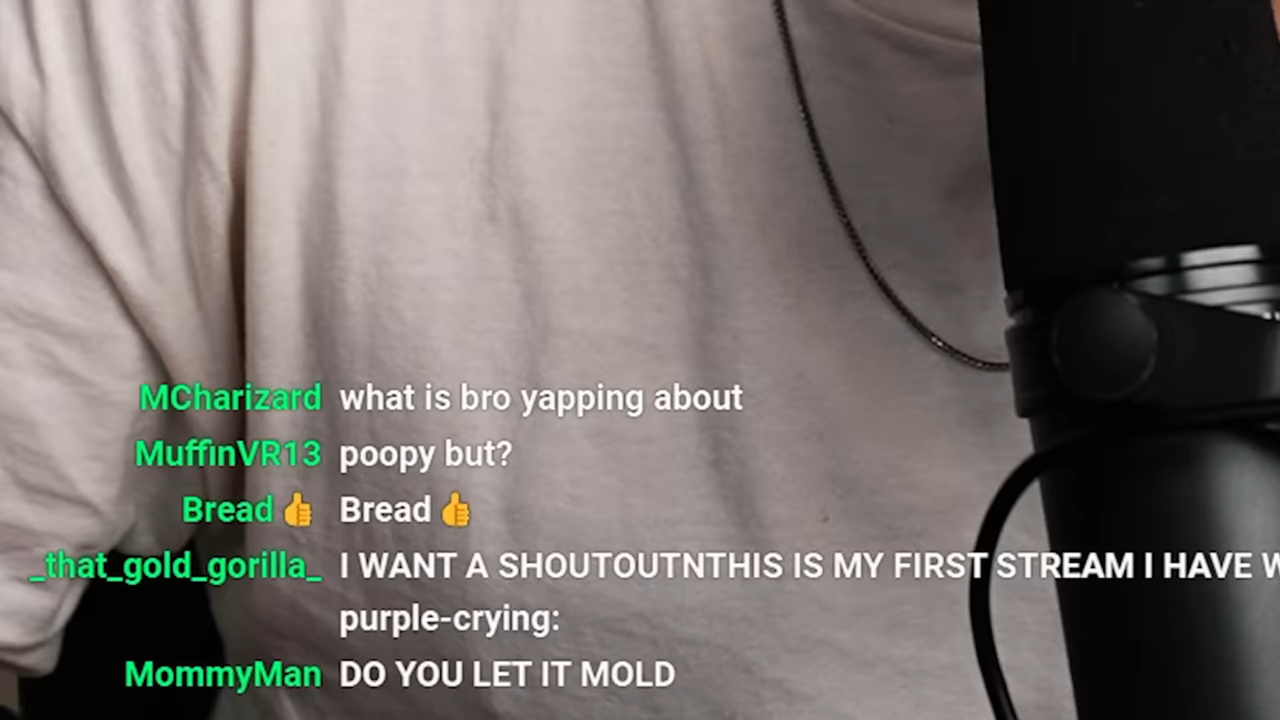 MCharizard what is bro yapping about
MuffinVR13 poopy but?
Bread👍 Bread👍
_that_gold_gorilla_ I WANT A SHOUTOUTNTHIS IS MY FIRST STREAM I HAVE
purple-crying:
MommyMan DO YOU LET IT MOLD